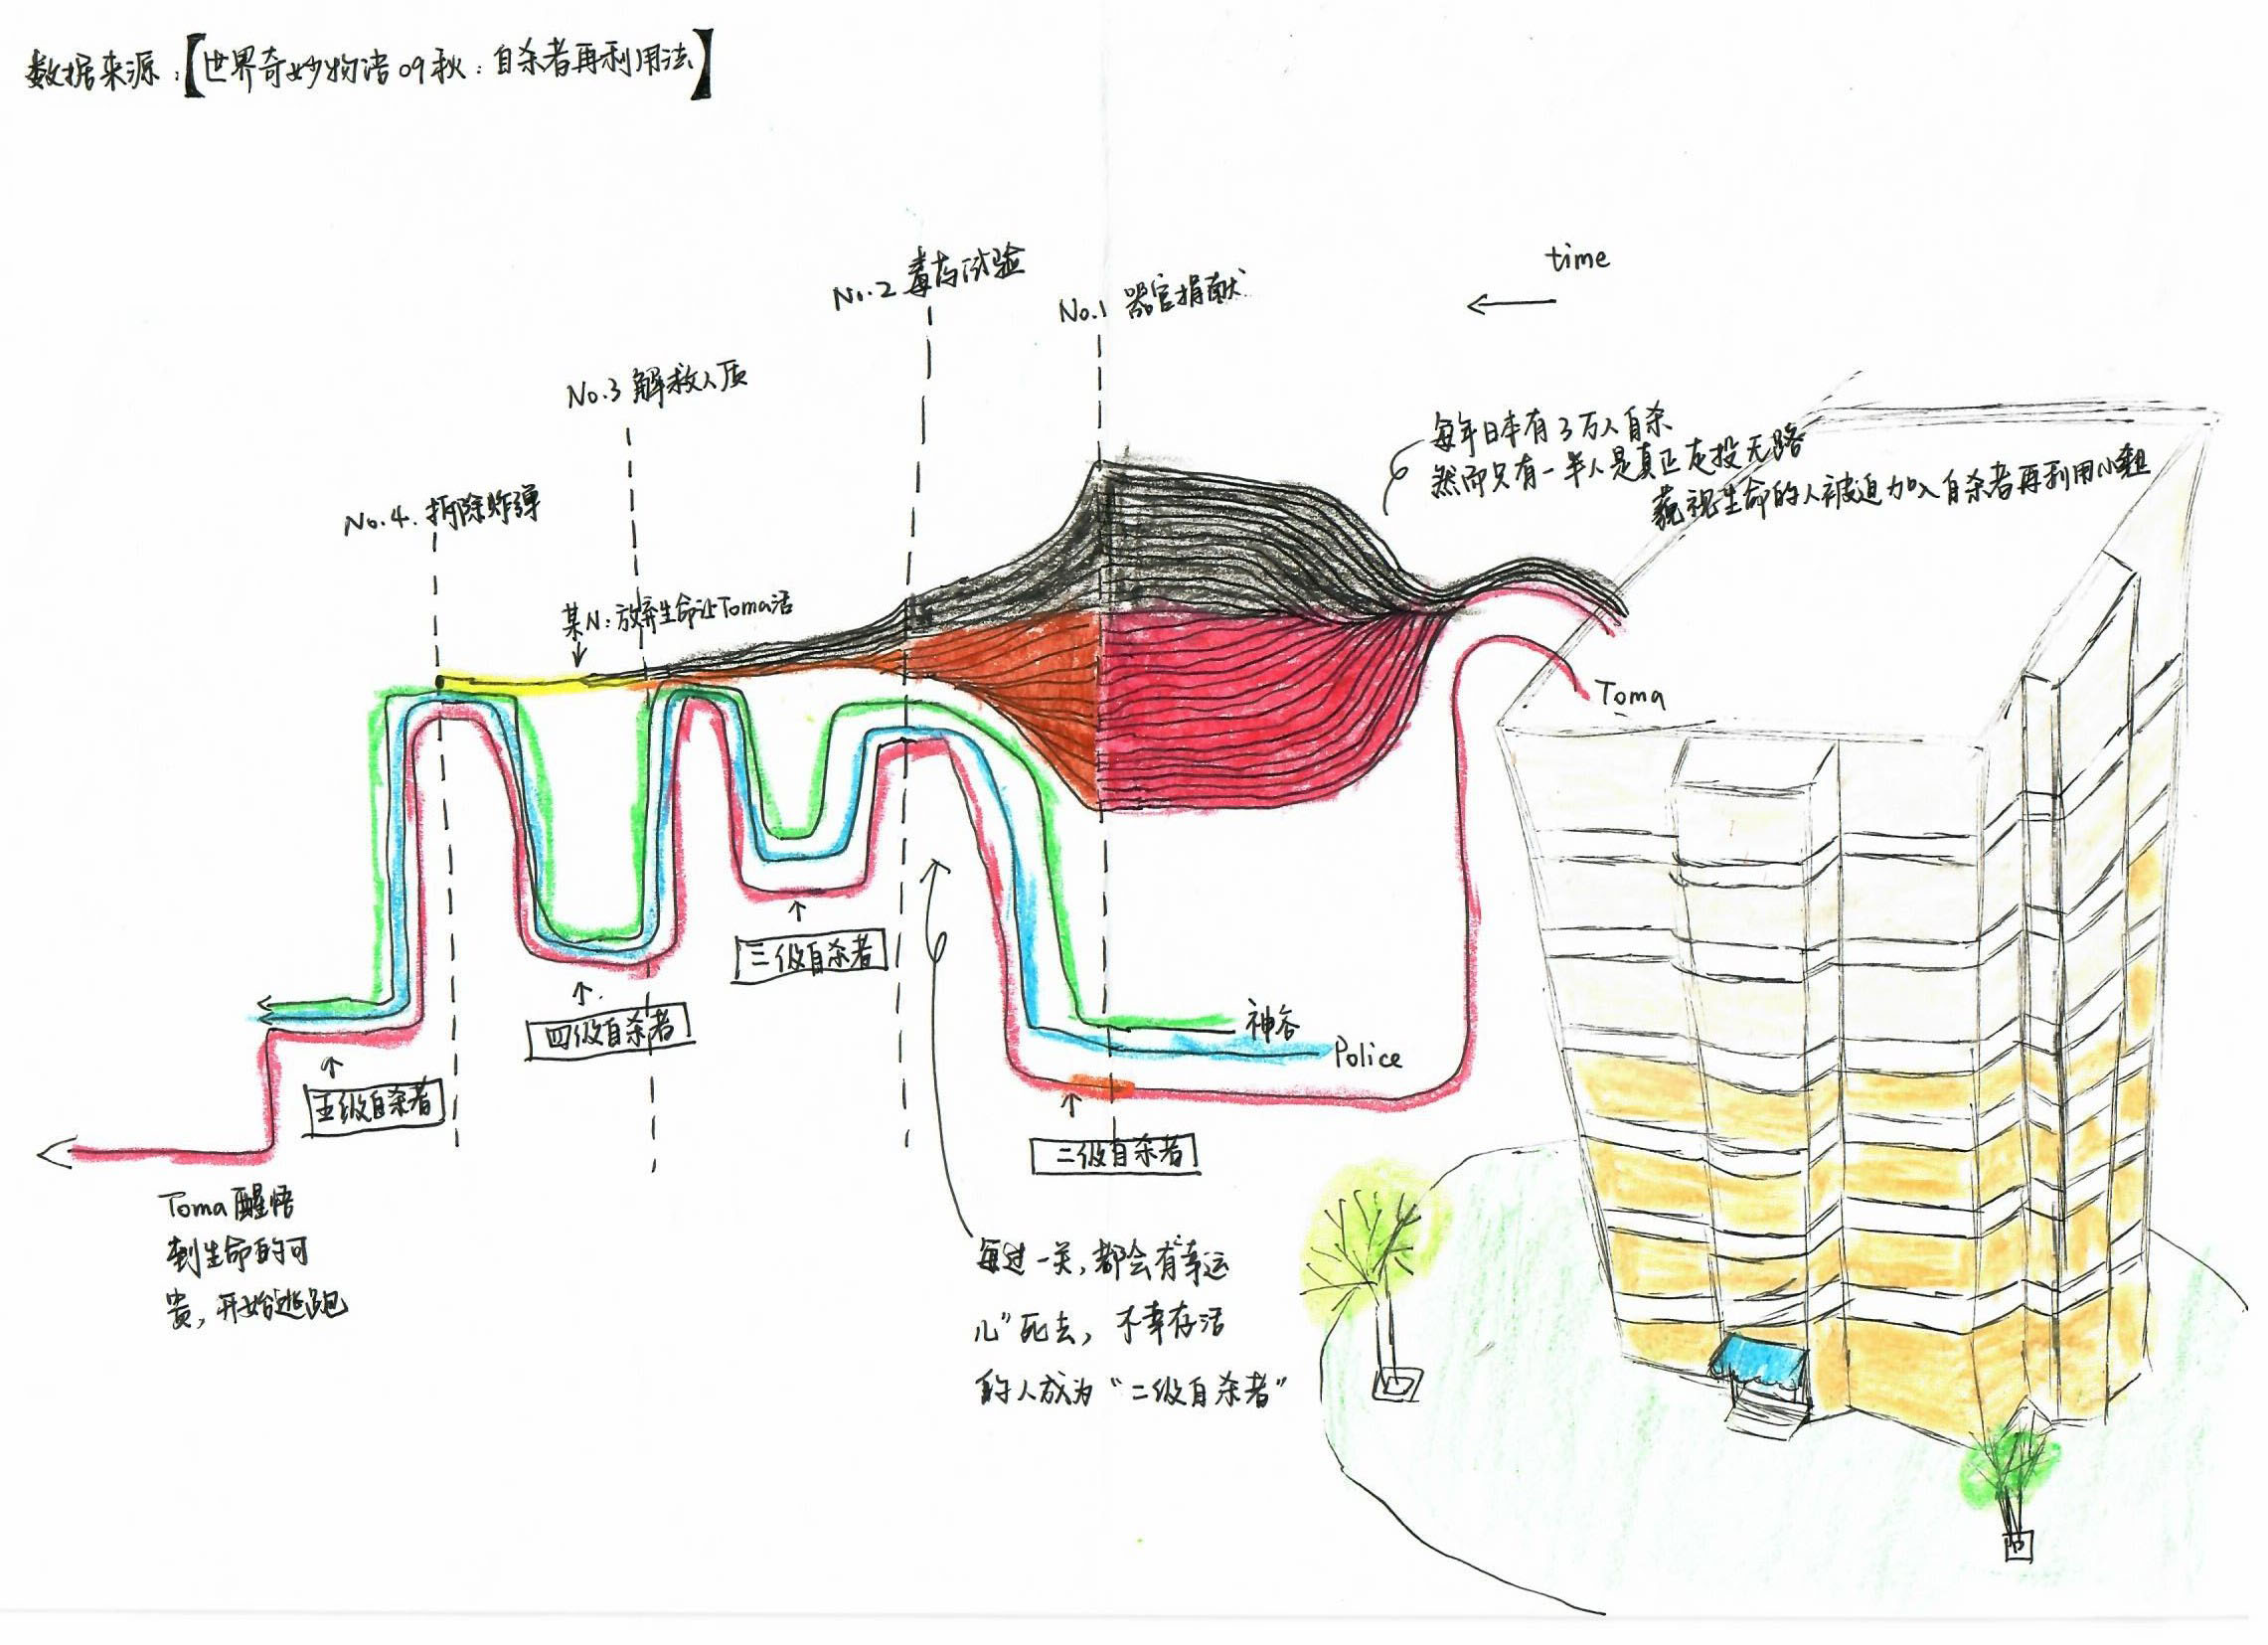 数据来源:【世界奇妙物语09秋:自杀者再利用法】
time
No.2 毒药试验
No.1 器官捐献
No.3 解救人质
No.4. 拆除炸弹
每年日本有3万人自杀
然而只有一半人是真正走投无路
藐视生命的人被迫加入自杀者再利用小组
某N:放弃生命让Toma活
Toma
三级自杀者
四级自杀者
五级自杀者
二级自杀者
神谷
Police
Toma醒悟
到生命的可
贵,开始逃跑
每过一关,都会有“幸运
儿”死去,不幸存活
的人成为“二级自杀者”